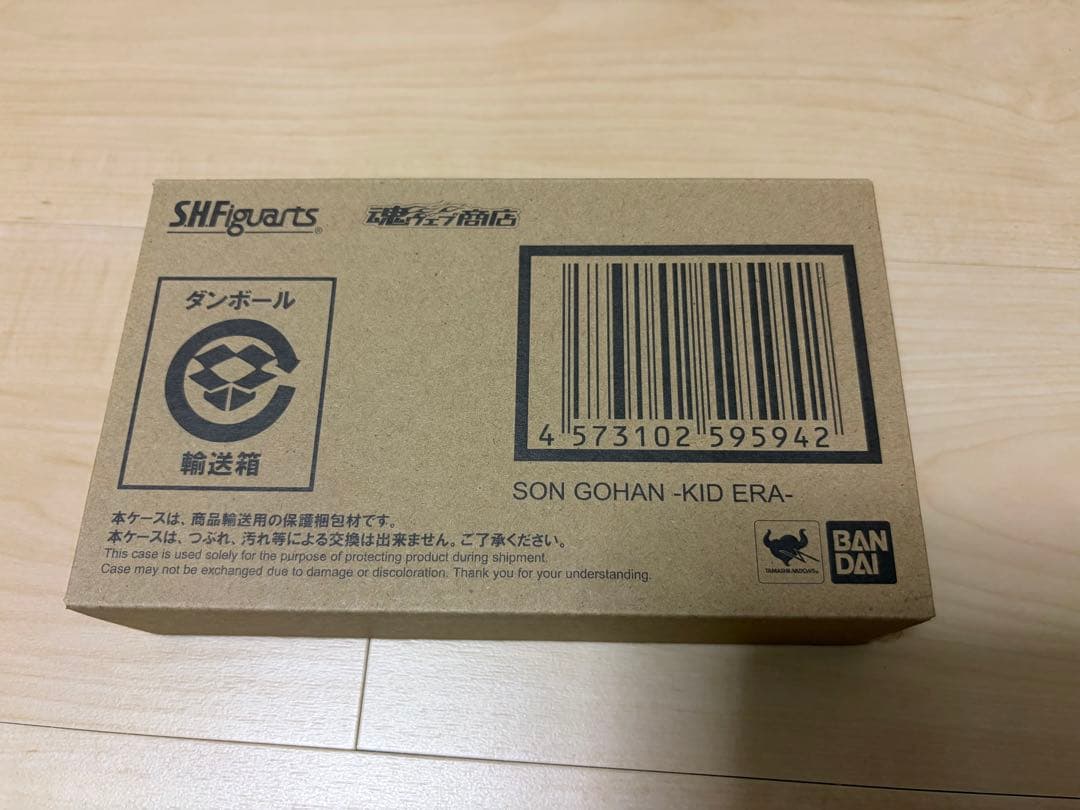 S.H.Figuarts®
魂ウェブ商店
ダンボール
輸送箱
4 573102 595942
SON GOHAN -KID ERA-
本ケースは、商品輸送用の保護梱包材です。
本ケースは、つぶれ、汚れ等による交換は出来ません。ご了承ください。
This case is used solely for the purpose of protecting product during shipment.
Case may not be exchanged due to damage or discoloration. Thank you for your understanding.
TAMASHII NATIONS
BAN
DAI